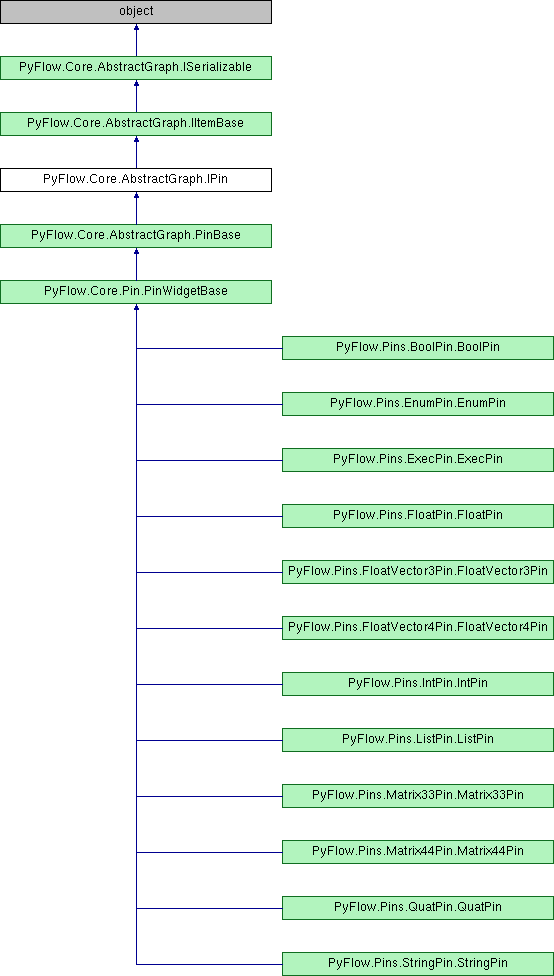 object
PyFlow.Core.AbstractGraph.ISerializable
PyFlow.Core.AbstractGraph.IItemBase
PyFlow.Core.AbstractGraph.IPin
PyFlow.Core.AbstractGraph.PinBase
PyFlow.Core.Pin.PinWidgetBase
PyFlow.Pins.BoolPin.BoolPin
PyFlow.Pins.EnumPin.EnumPin
PyFlow.Pins.ExecPin.ExecPin
PyFlow.Pins.FloatPin.FloatPin
PyFlow.Pins.FloatVector3Pin.FloatVector3Pin
PyFlow.Pins.FloatVector4Pin.FloatVector4Pin
PyFlow.Pins.IntPin.IntPin
PyFlow.Pins.ListPin.ListPin
PyFlow.Pins.Matrix33Pin.Matrix33Pin
PyFlow.Pins.Matrix44Pin.Matrix44Pin
PyFlow.Pins.QuatPin.QuatPin
PyFlow.Pins.StringPin.StringPin